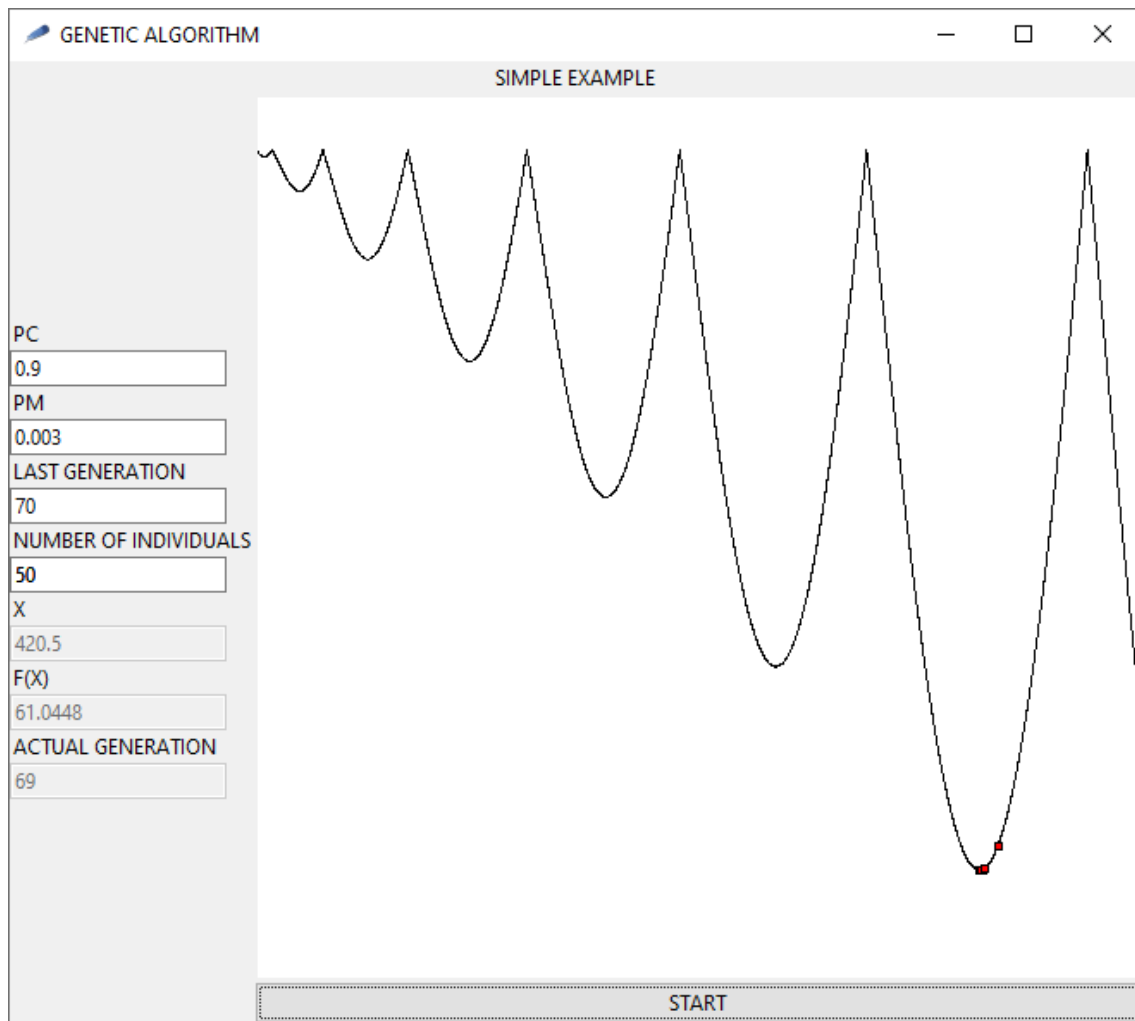 GENETIC ALGORITHM
SIMPLE EXAMPLE
PC
0.9
PM
0.003
LAST GENERATION
70
NUMBER OF INDIVIDUALS
50
X
420.5
F(X)
61.0448
ACTUAL GENERATION
69
START